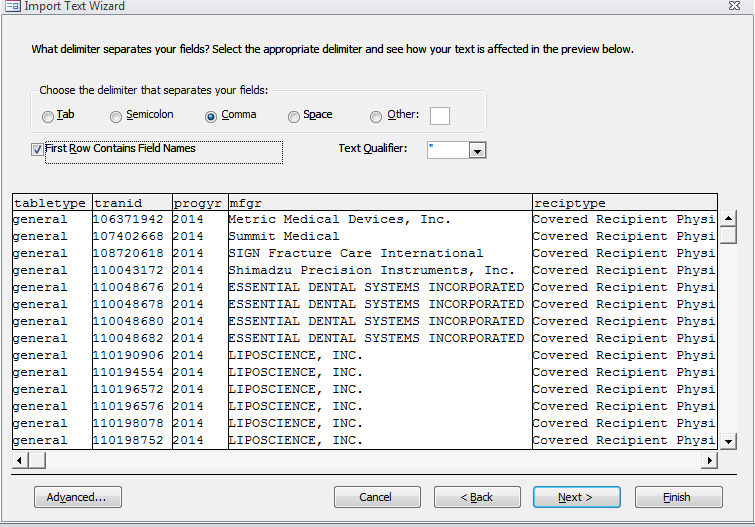 Import Text Wizard
What delimiter separates your fields? Select the appropriate delimiter and see how your text is affected in the preview below.
Choose the delimiter that separates your fields:
Tab Semicolon Comma Space Other:
First Row Contains Field Names Text Qualifier: "
tabletype tranid progyr mfgr reciptype
general 106371942 2014 Metric Medical Devices, Inc. Covered Recipient Physi
general 107402668 2014 Summit Medical Covered Recipient Physi
general 108720618 2014 SIGN Fracture Care International Covered Recipient Physi
general 110043172 2014 Shimadzu Precision Instruments, Inc. Covered Recipient Physi
general 110048676 2014 ESSENTIAL DENTAL SYSTEMS INCORPORATED Covered Recipient Physi
general 110048678 2014 ESSENTIAL DENTAL SYSTEMS INCORPORATED Covered Recipient Physi
general 110048680 2014 ESSENTIAL DENTAL SYSTEMS INCORPORATED Covered Recipient Physi
general 110048682 2014 ESSENTIAL DENTAL SYSTEMS INCORPORATED Covered Recipient Physi
general 110190906 2014 LIPOSCIENCE, INC. Covered Recipient Physi
general 110194554 2014 LIPOSCIENCE, INC. Covered Recipient Physi
general 110196572 2014 LIPOSCIENCE, INC. Covered Recipient Physi
general 110196576 2014 LIPOSCIENCE, INC. Covered Recipient Physi
general 110198078 2014 LIPOSCIENCE, INC. Covered Recipient Physi
general 110198752 2014 LIPOSCIENCE, INC. Covered Recipient Physi
Advanced... Cancel < Back Next > Finish